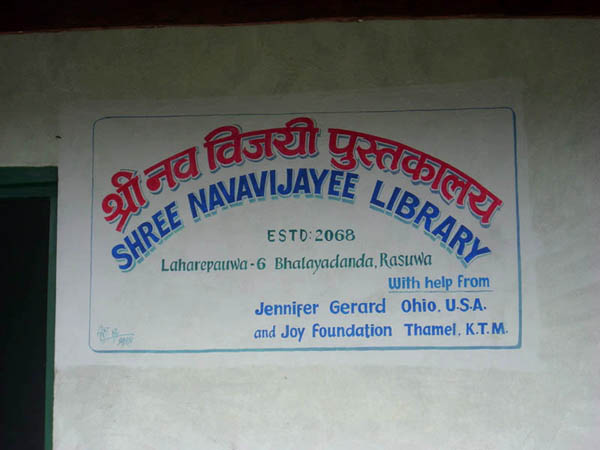 श्री नव विजयी पुस्तकालय
SHREE NAVAVIJAYEE LIBRARY
ESTD:2068
Laharepauwa-6 Bhalayadanda, Rasuwa
With help From
Jennifer Gerard Ohio, U.S.A.
and Joy Foundation Thamel, K.T.M.